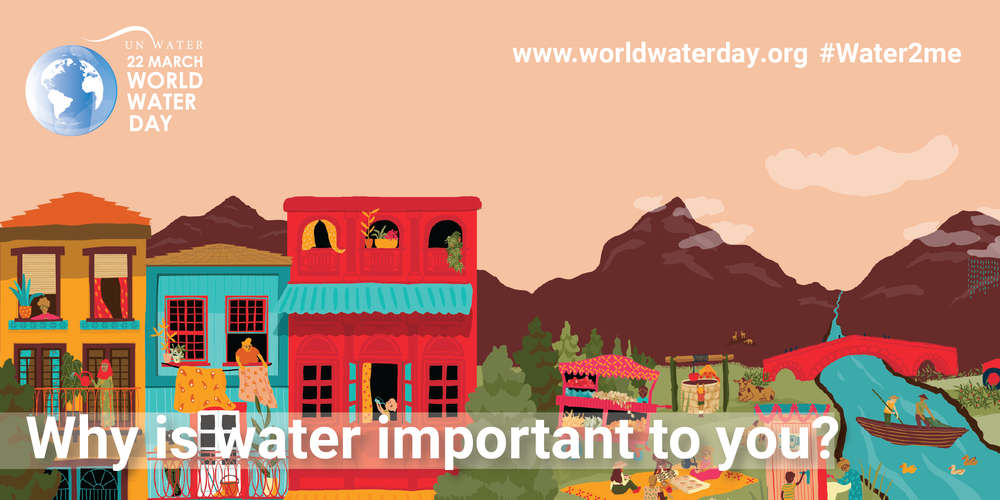 UN WATER
22 MARCH
WORLD
WATER
DAY
www.worldwaterday.org #Water2me
Why is water important to you?